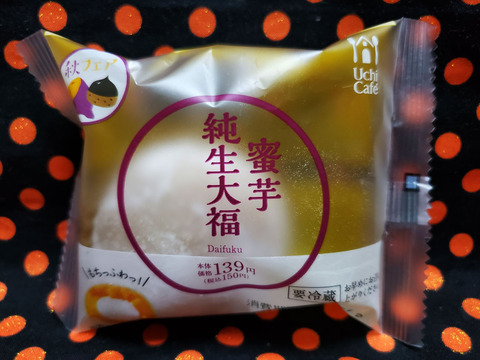 秋フェア
Uchi
Café
蜜芋
純生大福
Daifuku
本体
価格 139円
(税込150円)
もちっふわっ!
要冷蔵